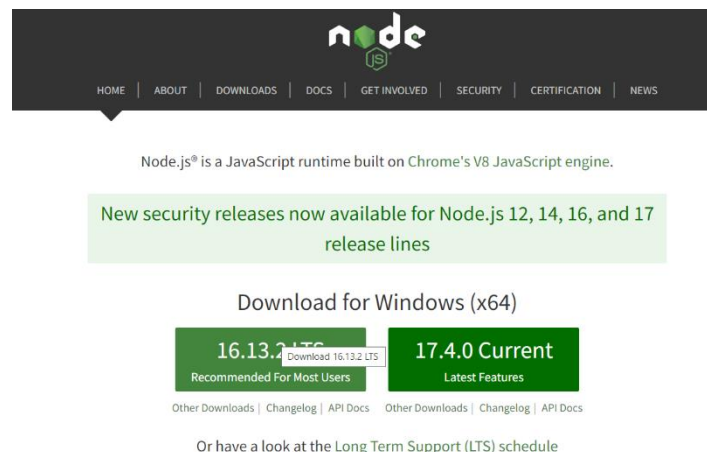 node
JS
HOME | ABOUT | DOWNLOADS | DOCS | GET INVOLVED | SECURITY | CERTIFICATION | NEWS
Node.js® is a JavaScript runtime built on Chrome's V8 JavaScript engine.
New security releases now available for Node.js 12, 14, 16, and 17
release lines
Download for Windows (x64)
16.13.2 LTS
Download 16.13.2 LTS
Recommended For Most Users
17.4.0 Current
Latest Features
Other Downloads | Changelog | API Docs
Other Downloads | Changelog | API Docs
Or have a look at the Long Term Support (LTS) schedule